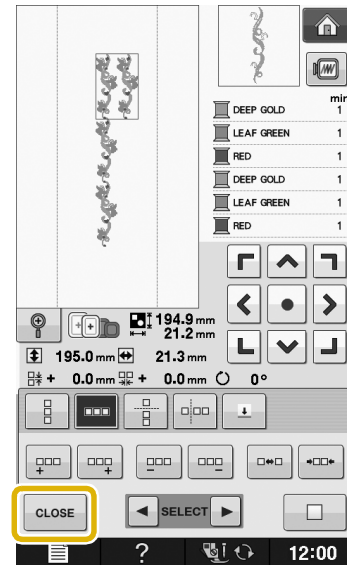 min
DEEP GOLD 1
LEAF GREEN 1
RED 1
DEEP GOLD 1
LEAF GREEN 1
RED 1
194.9 mm
21.2 mm
195.0 mm 21.3 mm
+ 0.0 mm + 0.0 mm 0°
CLOSE SELECT
? 12:00